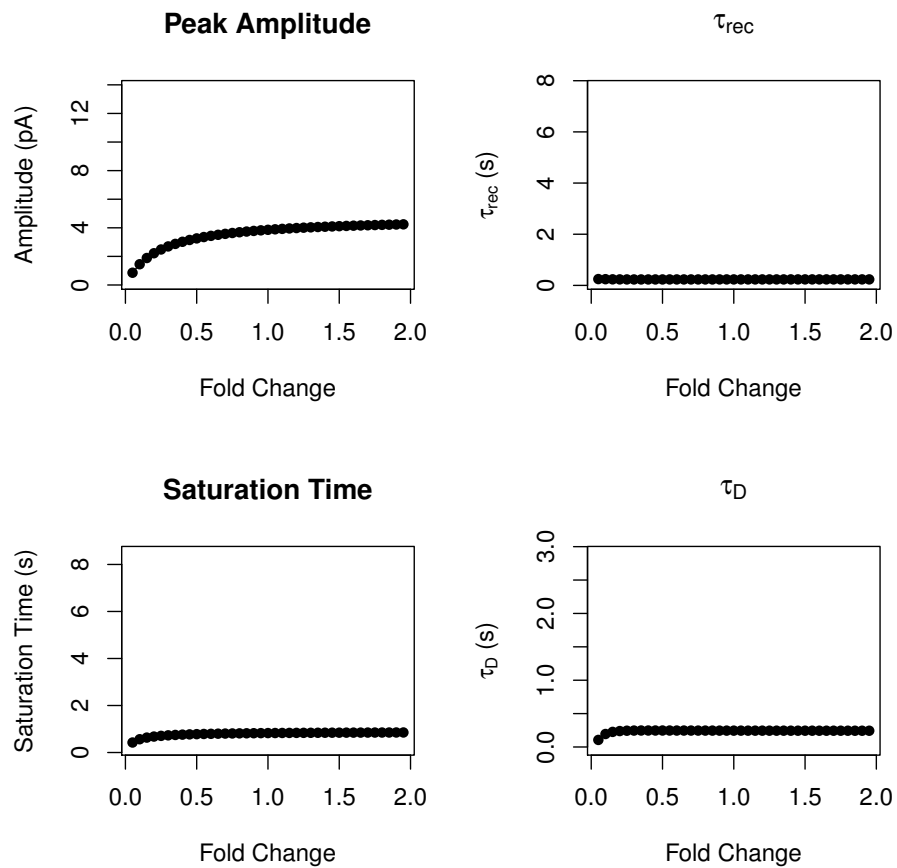 Peak Amplitude
Amplitude (pA)
0 4 8 12
0.0 0.5 1.0 1.5 2.0
Fold Change
τrec
τrec (s)
0 2 4 6 8
0.0 0.5 1.0 1.5 2.0
Fold Change
Saturation Time
Saturation Time (s)
0 2 4 6 8
0.0 0.5 1.0 1.5 2.0
Fold Change
τD
τD (s)
0.0 1.0 2.0 3.0
0.0 0.5 1.0 1.5 2.0
Fold Change